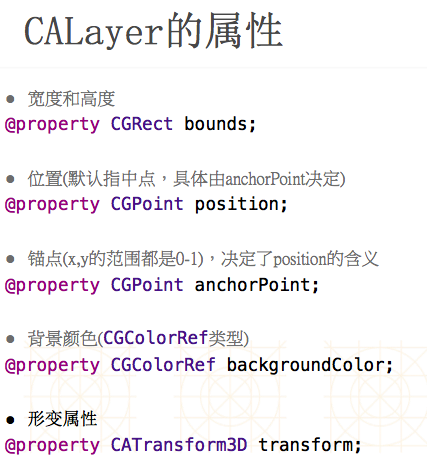 CALayer的属性
● 宽度和高度
@property CGRect bounds;
● 位置(默认指中点，具体由anchorPoint决定)
@property CGPoint position;
● 锚点(x,y的范围都是0-1)，决定了position的含义
@property CGPoint anchorPoint;
● 背景颜色(CGColorRef类型)
@property CGColorRef backgroundColor;
● 形变属性
@property CATransform3D transform;